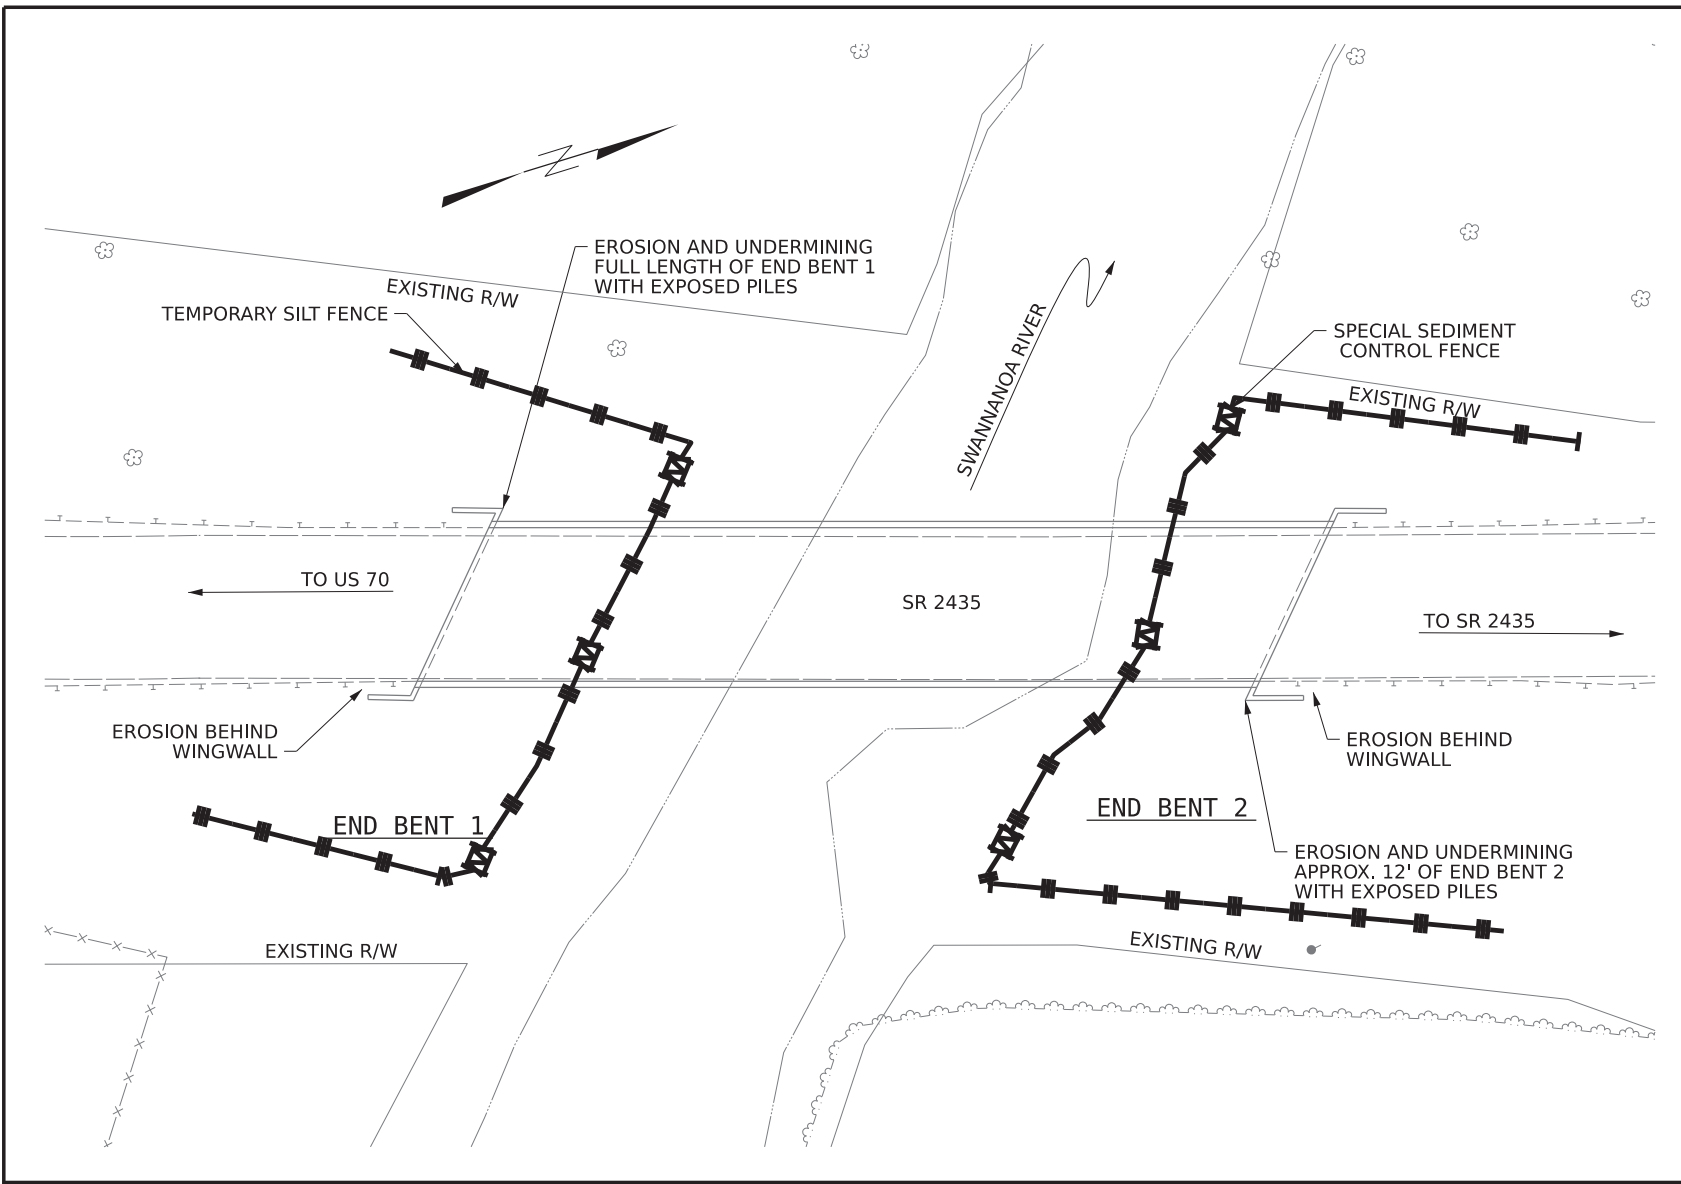 EROSION AND UNDERMINING
FULL LENGTH OF END BENT 1
WITH EXPOSED PILES
EXISTING R/W
TEMPORARY SILT FENCE
SWANNANOA RIVER
SPECIAL SEDIMENT
CONTROL FENCE
EXISTING R/W
TO US 70
SR 2435
TO SR 2435
EROSION BEHIND
WINGWALL
EROSION BEHIND
WINGWALL
END BENT 1
END BENT 2
EROSION AND UNDERMINING
APPROX. 12' OF END BENT 2
WITH EXPOSED PILES
EXISTING R/W
EXISTING R/W